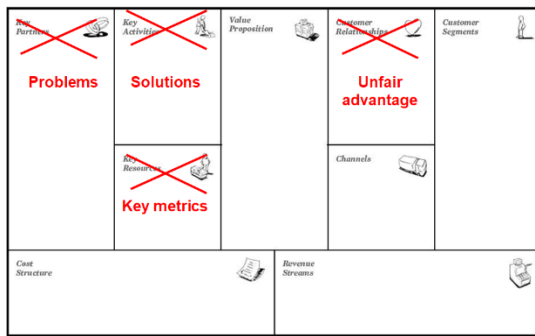 Key
Partners
Problems
Key
Activities
Solutions
Key
Resources
Key metrics
Value
Proposition
Customer
Relationships
Unfair
advantage
Channels
Customer
Segments
Cost
Structure
Revenue
Streams